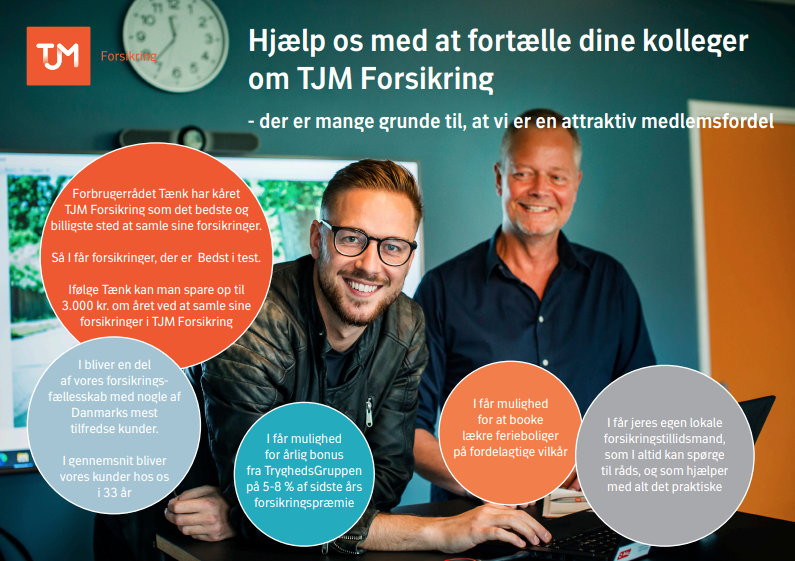 TJM
Forsikring
Hjælp os med at fortælle dine kolleger
om TJM Forsikring
- der er mange grunde til, at vi er en attraktiv medlemsfordel
Forbrugerrådet Tænk har kåret
TJM Forsikring som det bedste og
billigste sted at samle sine forsikringer.
Så I får forsikringer, der er Bedst i test.
Ifølge Tænk kan man spare op til
3.000 kr. om året ved at samle sine
forsikringer i TJM Forsikring
I bliver en del
af vores forsikrings-
fællesskab med nogle af
Danmarks mest
tilfredse kunder.
I gennemsnit bliver
vores kunder hos os
i 33 år
I får mulighed
for årlig bonus
fra TryghedsGruppen
på 5-8 % af sidste års
forsikringspræmie
I får mulighed
for at booke
lækre ferieboliger
på fordelagtige vilkår
I får jeres egen lokale
forsikringstillidsmand,
som I altid kan spørge
til råds, og som hjælper
med alt det praktiske